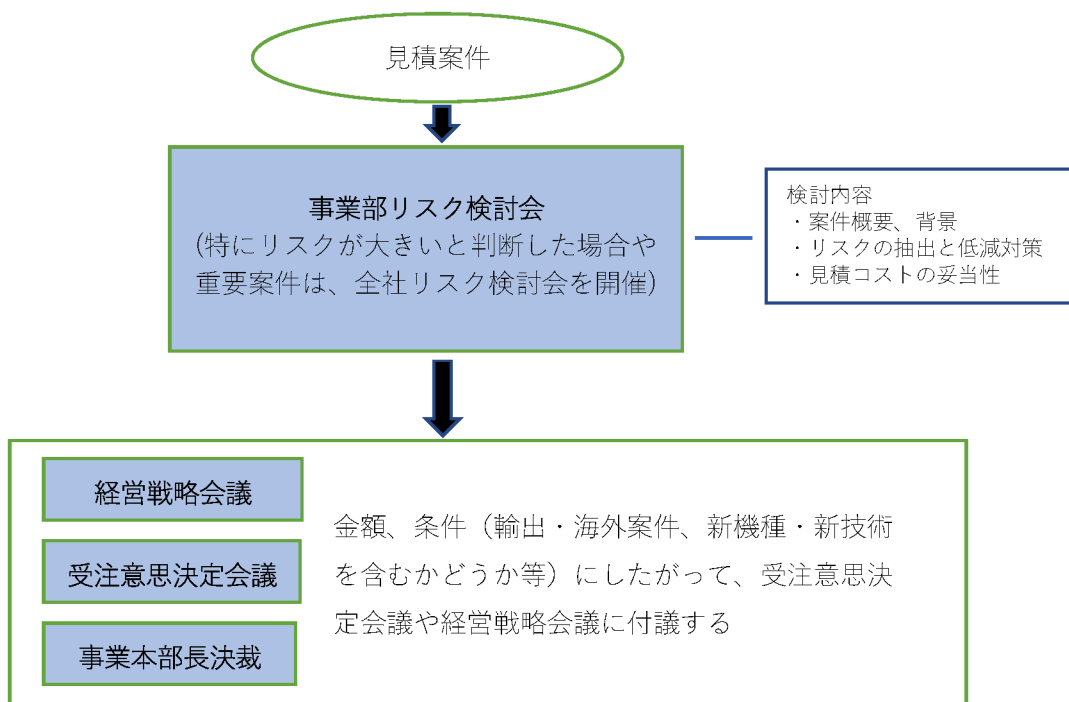 見積案件
事業部リスク検討会
(特にリスクが大きいと判断した場合や
重要案件は、全社リスク検討会を開催)
検討内容
・案件概要、背景
・リスクの抽出と低減対策
・見積コストの妥当性
経営戦略会議
受注意思決定会議
事業本部長決裁
金額、条件（輸出・海外案件、新機種・新技術
を含むかどうか等）にしたがって、受注意思決
定会議や経営戦略会議に付議する